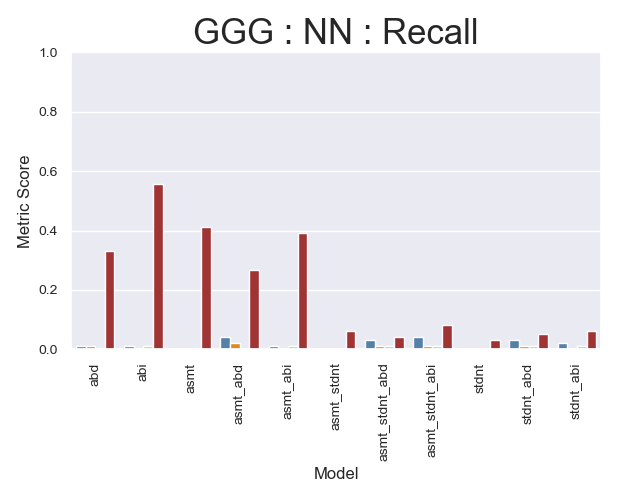 GGG : NN : Recall
1.0
0.8
0.6
0.4
0.2
0.0
Metric Score
abd
abi
asmt
asmt_abd
asmt_abi
asmt_stdnt
asmt_stdnt_abd
asmt_stdnt_abi
stdnt
stdnt_abd
stdnt_abi
Model